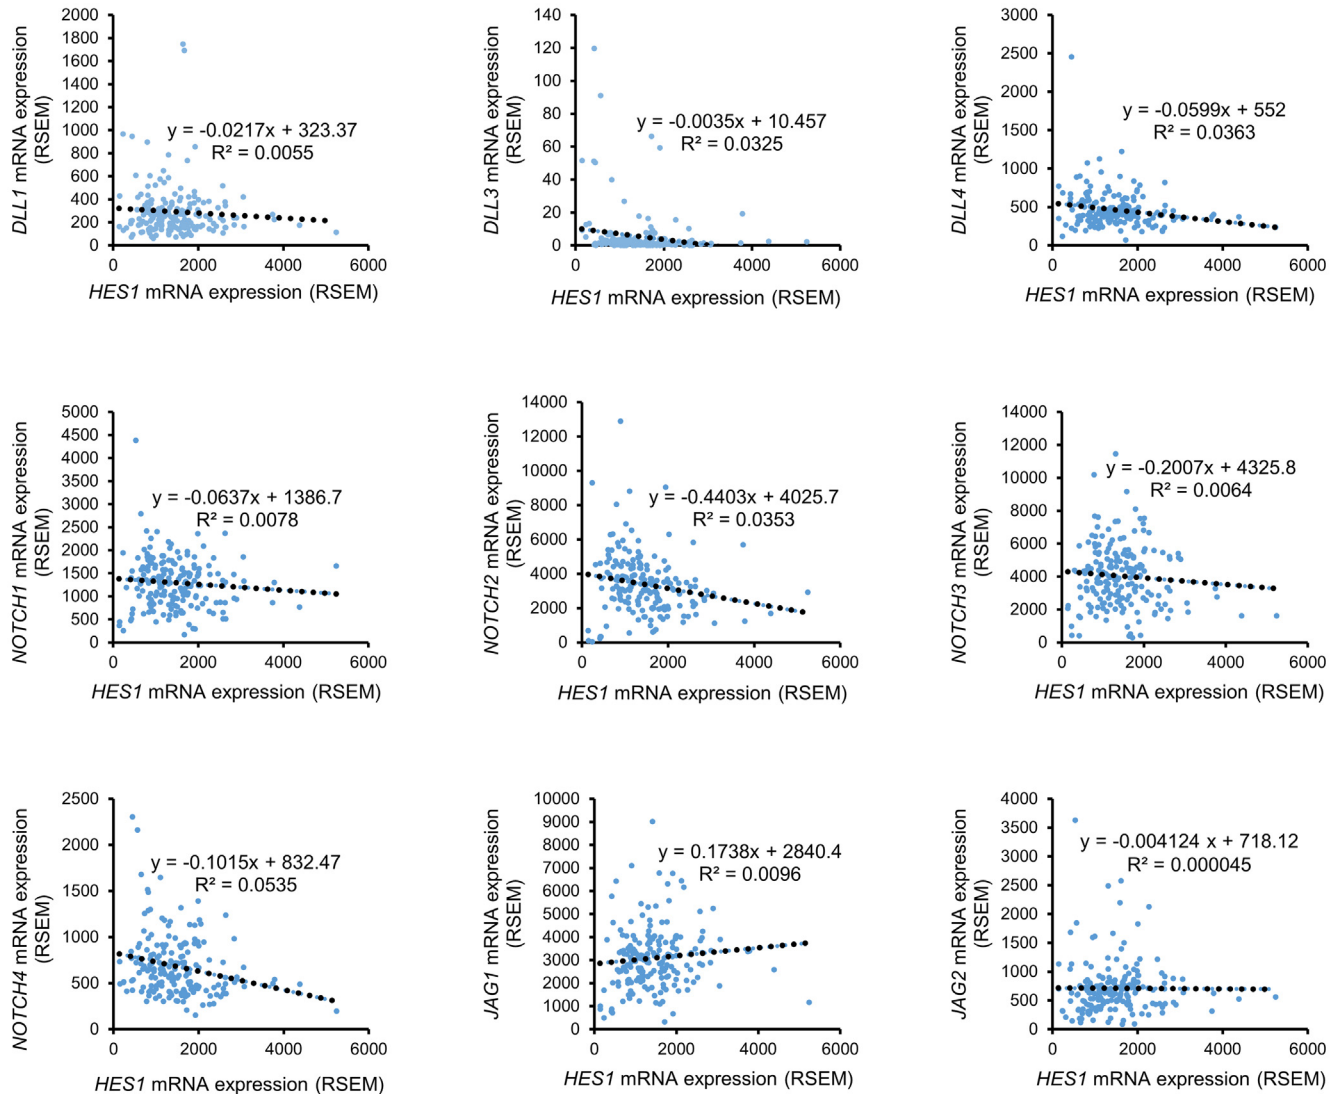 DLL1 mRNA expression
(RSEM)
2000
1800
1600
1400
1200
1000
800
600
400
200
0
y = -0.0217x + 323.37
R² = 0.0055
0 2000 4000 6000
HES1 mRNA expression (RSEM)
DLL3 mRNA expression
(RSEM)
140
120
100
80
60
40
20
0
y = -0.0035x + 10.457
R² = 0.0325
0 2000 4000 6000
HES1 mRNA expression (RSEM)
DLL4 mRNA expression
(RSEM)
3000
2500
2000
1500
1000
500
0
y = -0.0599x + 552
R² = 0.0363
0 2000 4000 6000
HES1 mRNA expression (RSEM)
NOTCH1 mRNA expression
(RSEM)
5000
4500
4000
3500
3000
2500
2000
1500
1000
500
0
y = -0.0637x + 1386.7
R² = 0.0078
0 2000 4000 6000
HES1 mRNA expression (RSEM)
NOTCH2 mRNA expression
(RSEM)
14000
12000
10000
8000
6000
4000
2000
0
y = -0.4403x + 4025.7
R² = 0.0353
0 2000 4000 6000
HES1 mRNA expression (RSEM)
NOTCH3 mRNA expression
(RSEM)
14000
12000
10000
8000
6000
4000
2000
0
y = -0.2007x + 4325.8
R² = 0.0064
0 2000 4000 6000
HES1 mRNA expression (RSEM)
NOTCH4 mRNA expression
(RSEM)
2500
2000
1500
1000
500
0
y = -0.1015x + 832.47
R² = 0.0535
0 2000 4000 6000
HES1 mRNA expression (RSEM)
JAG1 mRNA expression
(RSEM)
10000
9000
8000
7000
6000
5000
4000
3000
2000
1000
0
y = 0.1738x + 2840.4
R² = 0.0096
0 2000 4000 6000
HES1 mRNA expression (RSEM)
JAG2 mRNA expression
(RSEM)
4000
3500
3000
2500
2000
1500
1000
500
0
y = -0.004124 x + 718.12
R² = 0.000045
0 2000 4000 6000
HES1 mRNA expression (RSEM)